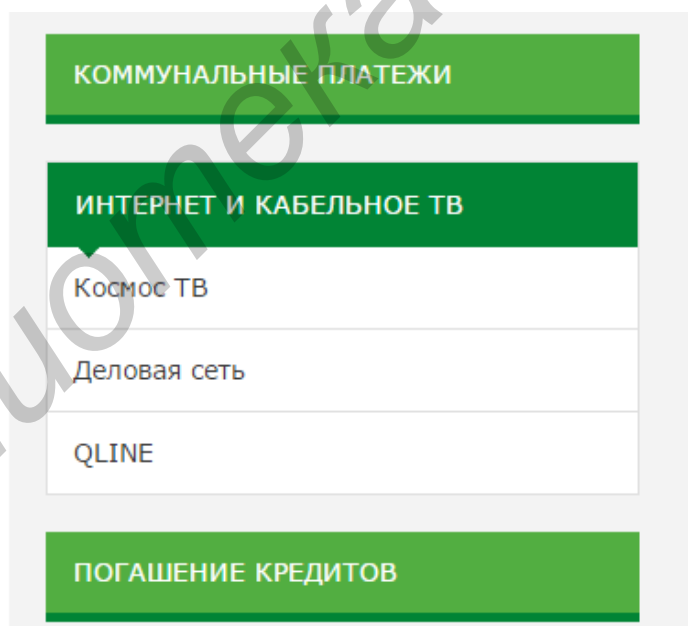 КОММУНАЛЬНЫЕ ПЛАТЕЖИ
ИНТЕРНЕТ И КАБЕЛЬНОЕ ТВ
Космос ТВ
Деловая сеть
QLINE
ПОГАШЕНИЕ КРЕДИТОВ